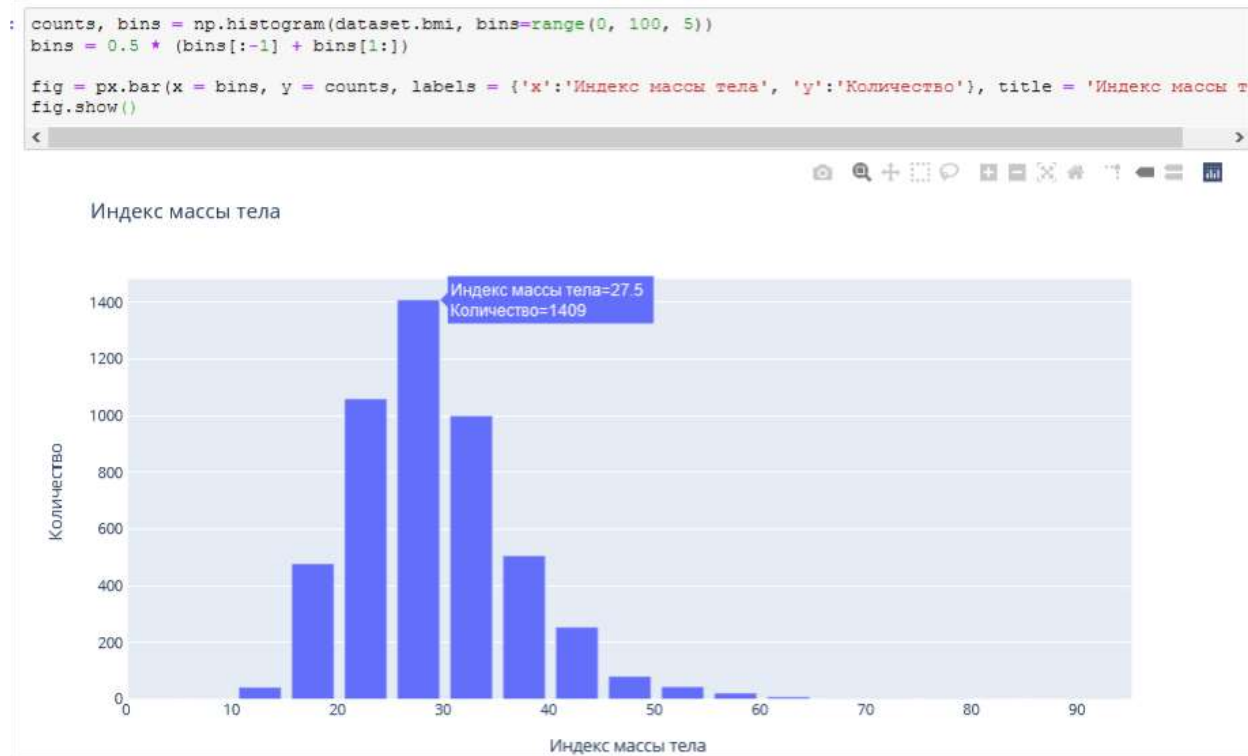 : counts, bins = np.histogram(dataset.bmi, bins=range(0, 100, 5))
bins = 0.5 * (bins[:-1] + bins[1:])
fig = px.bar(x = bins, y = counts, labels = {'x':'Индекс массы тела', 'y':'Количество'}, title = 'Индекс массы т
fig.show()
Индекс массы тела
Индекс массы тела=27.5
Количество=1409
1400
1200
1000
800
600
400
200
0
Количество
0 10 20 30 40 50 60 70 80 90
Индекс массы тела